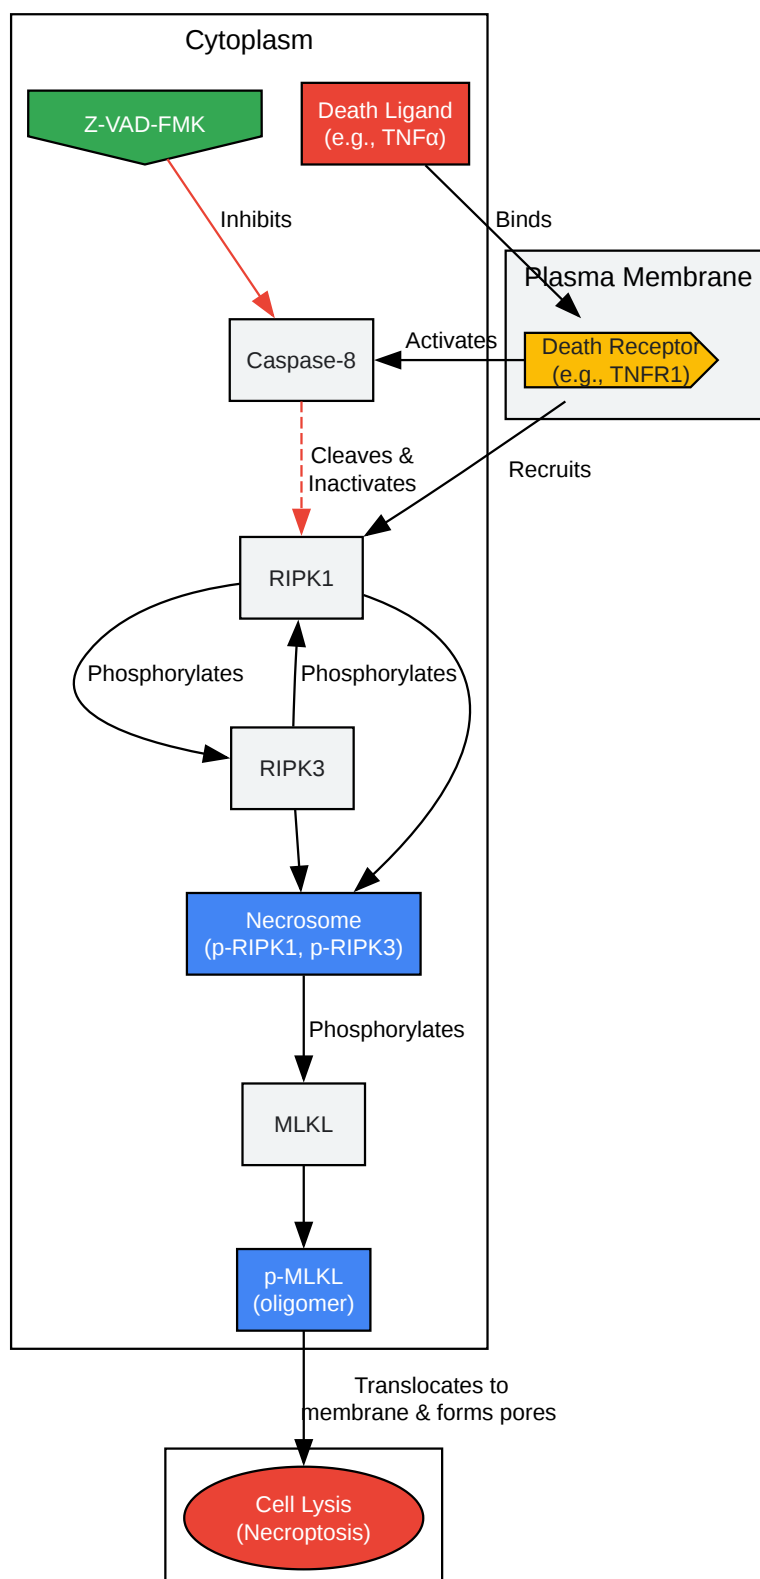 Cytoplasm
Z-VAD-FMK
Death Ligand
(e.g., TNFα)
Inhibits
Binds
Plasma Membrane
Caspase-8
Activates
Death Receptor
(e.g., TNFR1)
Cleaves &
Inactivates
Recruits
RIPK1
Phosphorylates
Phosphorylates
RIPK3
Necrosome
(p-RIPK1, p-RIPK3)
Phosphorylates
MLKL
p-MLKL
(oligomer)
Translocates to
membrane & forms pores
Cell Lysis
(Necroptosis)